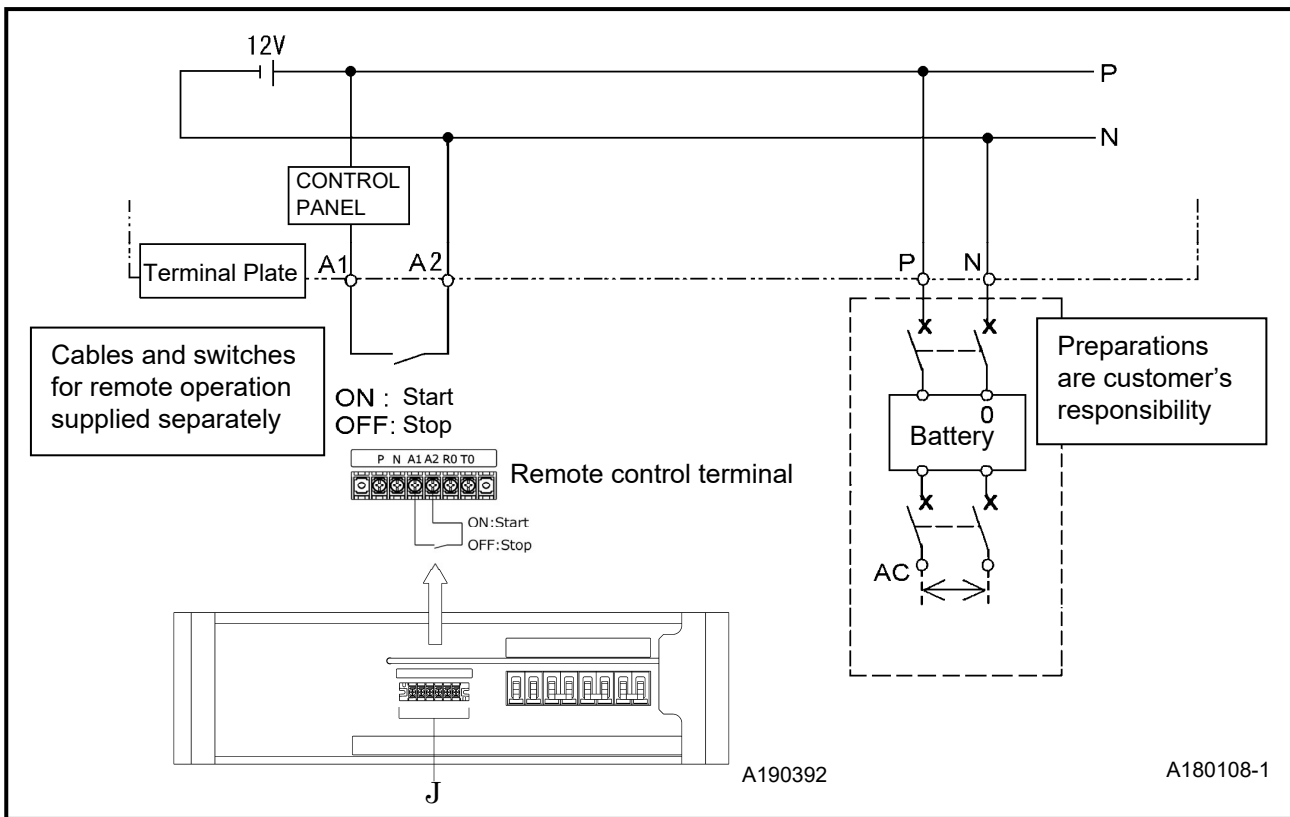 12V
P
N
CONTROL
PANEL
Terminal Plate
A1
A2
P
N
Cables and switches
for remote operation
supplied separately
ON : Start
OFF: Stop
Preparations
are customer's
responsibility
0
Battery
P N A1 A2 R0 T0
Remote control terminal
ON:Start
OFF:Stop
AC
J
A190392
A180108-1